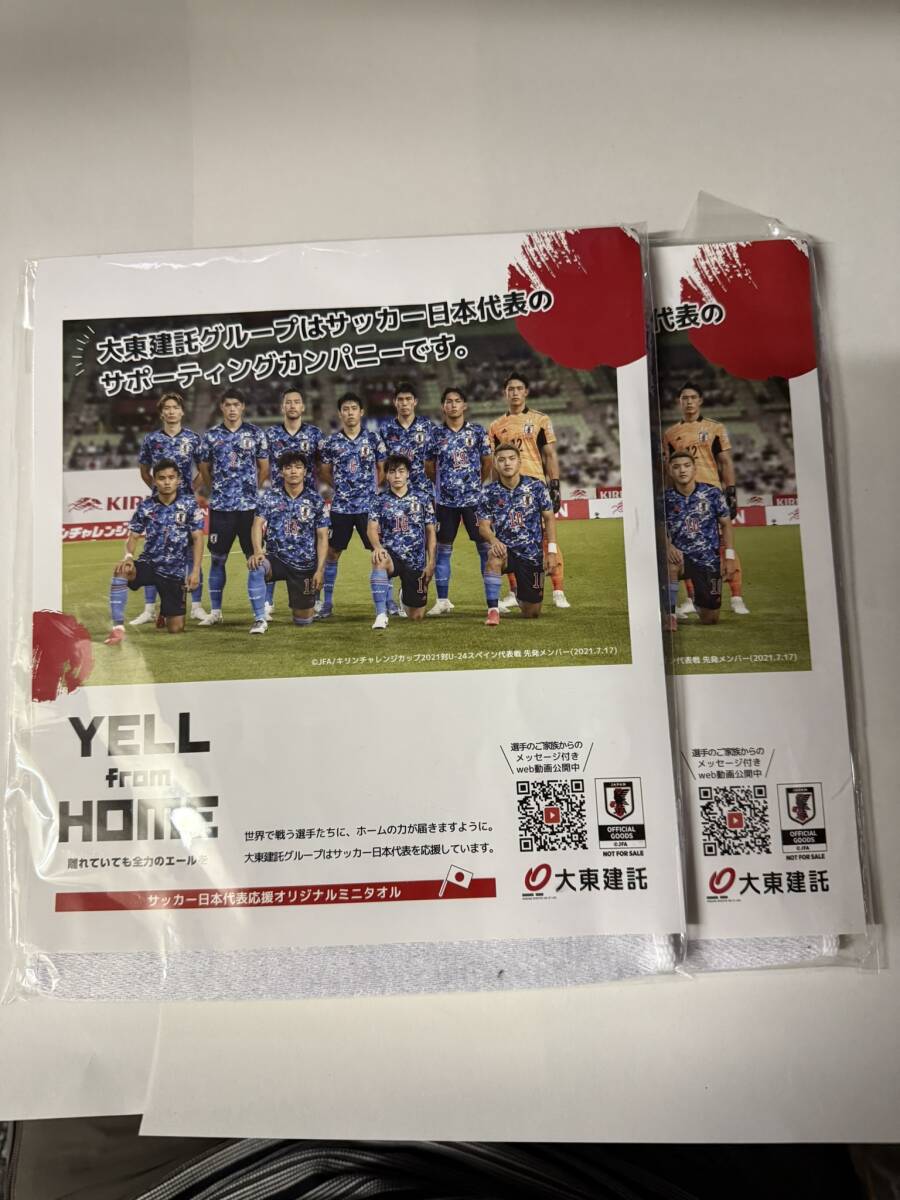 大東建託グループはサッカー日本代表の
サポーティングカンパニーです。
KIRIN
©JFA/キリンチャレンジカップ2021対U-24スペイン代表戦 先発メンバー(2021.7.17)
YELL
from
HOME
離れていても全力のエールを
世界で戦う選手たちに、ホームの力が届きますように。
大東建託グループはサッカー日本代表を応援しています。
サッカー日本代表応援オリジナルミニタオル
選手のご家族からの
メッセージ付き
web動画公開中
JAPAN
OFFICIAL
GOODS
©JFA
NOT FOR SALE
大東建託
代表の
12
ペイン代表戦 先発メンバー(2021.7.17)
選手のご家族からの
メッセージ付き
web動画公開中
JAPAN
OFFICIAL
GOODS
©JFA
NOT FOR SALE
大東建託